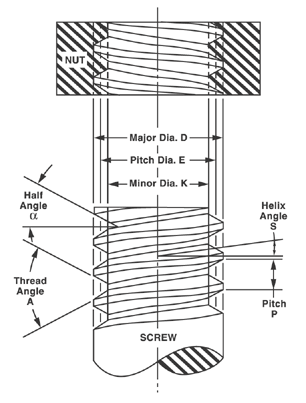 NUT
Major Dia. D
Pitch Dia. E
Minor Dia. K
Half
Angle
α
Helix
Angle
S
Thread
Angle
A
Pitch
P
SCREW